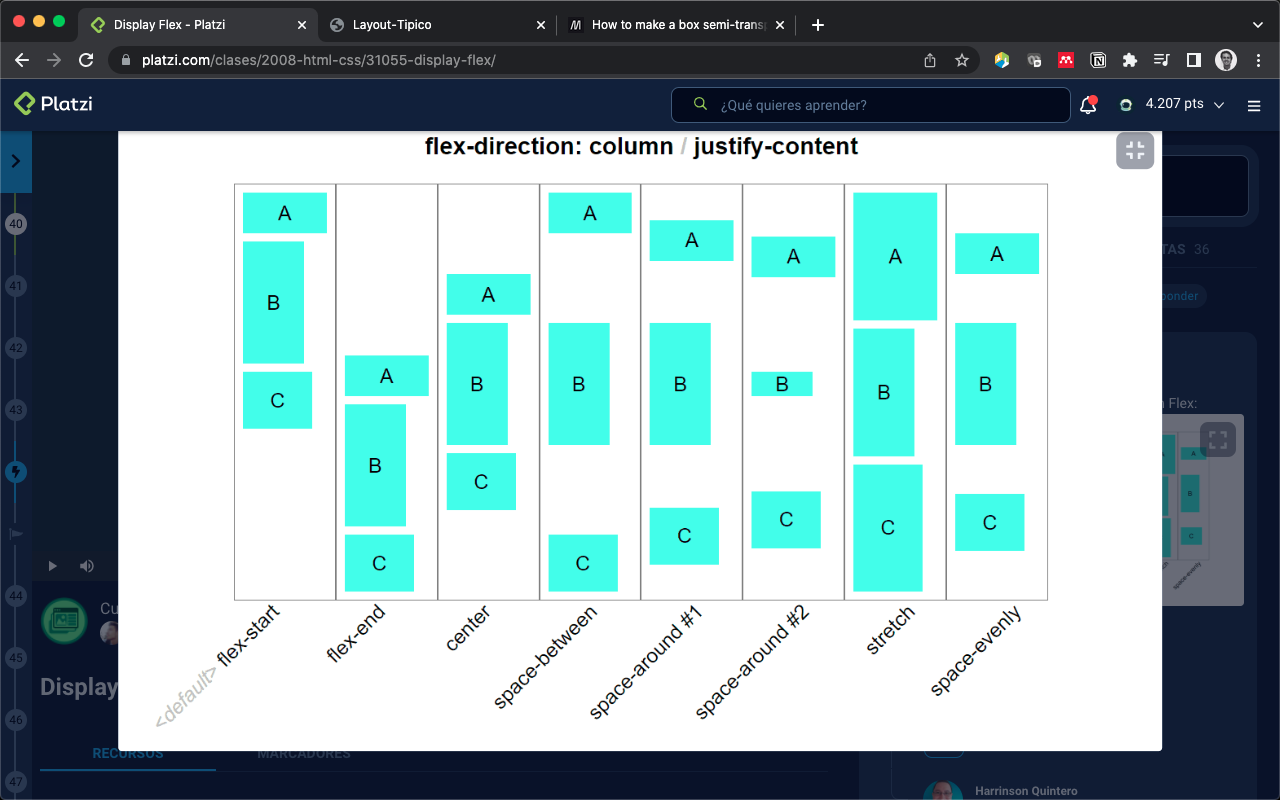 Display Flex - Platzi
Layout-Tipico
How to make a box semi-trans
platzi.com/clases/2008-html-css/31055-display-flex/
Platzi
¿Qué quieres aprender?
4.207 pts
flex-direction: column / justify-content
40
41
42
43
44
45
46
47
A
B
C
A
B
C
A
B
C
A
B
C
A
B
C
A
B
C
A
B
C
A
B
C
<default> flex-start
flex-end
center
space-between
space-around #1
space-around #2
stretch
space-evenly
TAS 36
ponder
n Flex:
A
B
C
space-evenly
Cu
Display
RECURSOS
MARCADORES
Harrinson Quintero